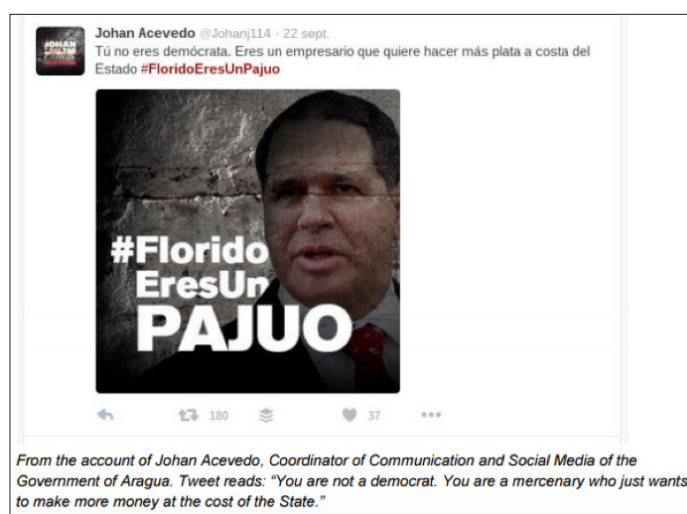 Johan Acevedo @Johanj114 · 22 sept.
Tú no eres demócrata. Eres un empresario que quiere hacer más plata a costa del
Estado #FloridoEresUnPajuo
#Florido
EresUn
PAJUO
180
37
From the account of Johan Acevedo, Coordinator of Communication and Social Media of the
Government of Aragua. Tweet reads: “You are not a democrat. You are a mercenary who just wants
to make more money at the cost of the State.”